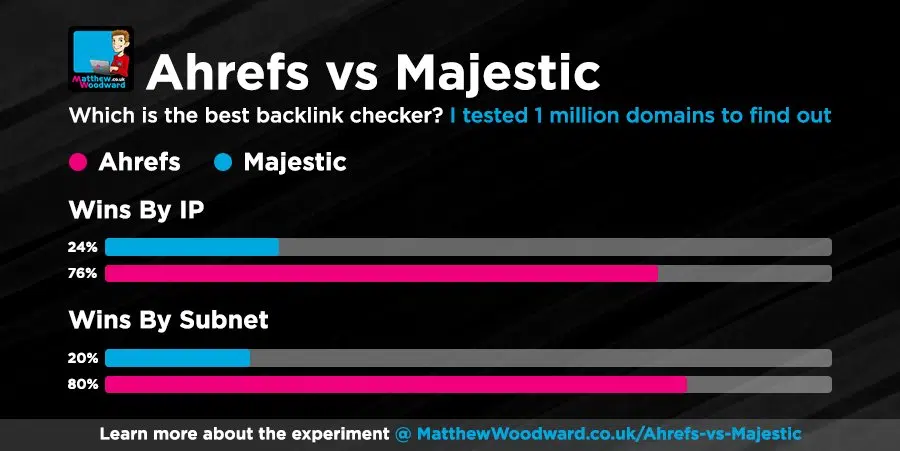 Matthew.co.uk
Woodward
Ahrefs vs Majestic
Which is the best backlink checker? I tested 1 million domains to find out
Ahrefs Majestic
Wins By IP
24%
76%
Wins By Subnet
20%
80%
Learn more about the experiment @ MatthewWoodward.co.uk/Ahrefs-vs-Majestic